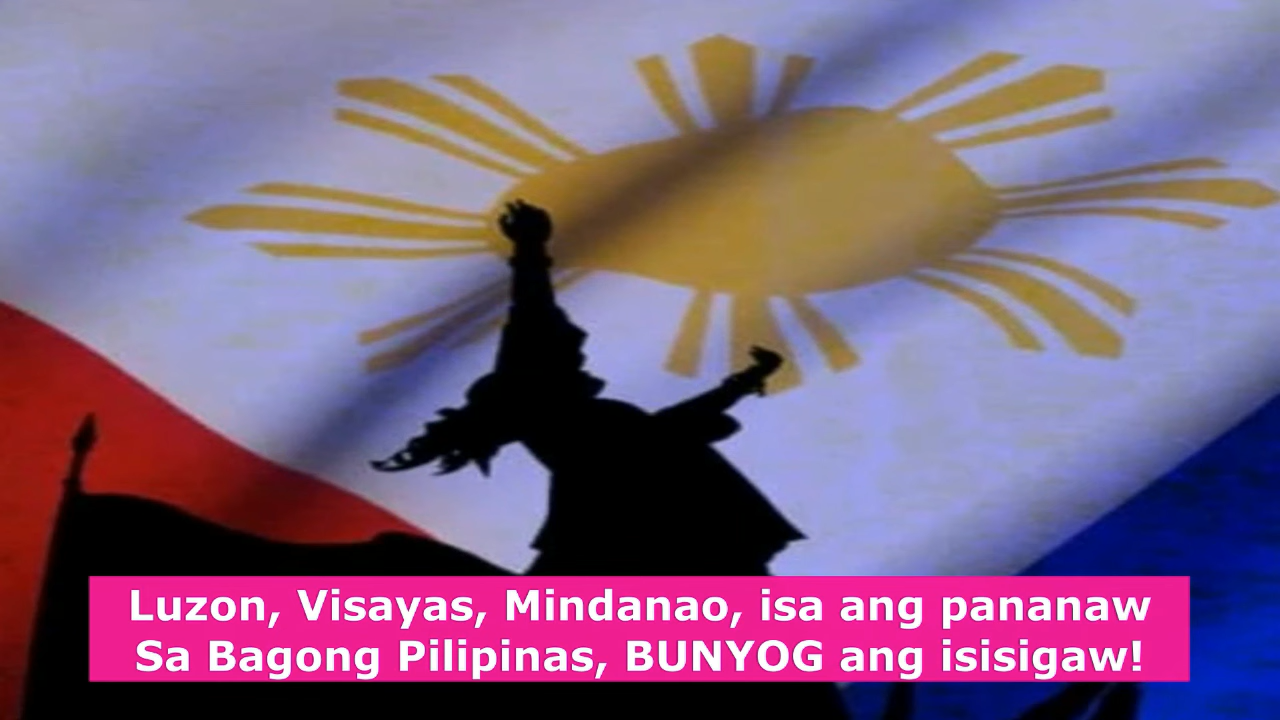 Luzon, Visayas, Mindanao, isa ang pananaw
Sa Bagong Pilipinas, BUNYOG ang isisigaw!